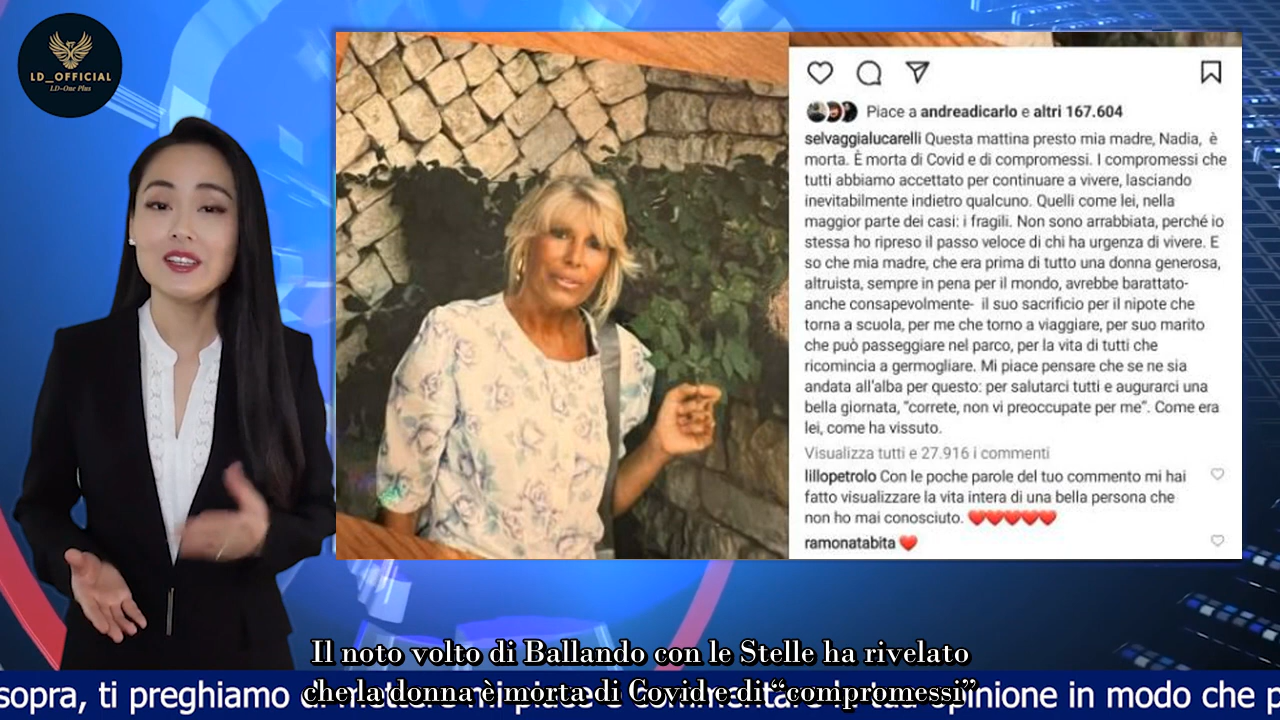 LD_OFFICIAL
LD-One Plus
Piace a andreadicarlo e altri 167.604
selvaggialucarelli Questa mattina presto mia madre, Nadia, è
morta. È morta di Covid e di compromessi. I compromessi che
tutti abbiamo accettato per continuare a vivere, lasciando
inevitabilmente indietro qualcuno. Quelli come lei, nella
maggior parte dei casi: i fragili. Non sono arrabbiata, perché io
stessa ho ripreso il passo veloce di chi ha urgenza di vivere. E
so che mia madre, che era prima di tutto una donna generosa,
altruista, sempre in pena per il mondo, avrebbe barattato-
anche consapevolmente- il suo sacrificio per il nipote che
torna a scuola, per me che torno a viaggiare, per suo marito
che può passeggiare nel parco, per la vita di tutti che
ricomincia a germogliare. Mi piace pensare che se ne sia
andata all'alba per questo: per salutarci tutti e augurarci una
bella giornata, "correte, non vi preoccupate per me". Come era
lei, come ha vissuto.
Visualizza tutti e 27.916 i commenti
lillopetrolo Con le poche parole del tuo commento mi hai
fatto visualizzare la vita intera di una bella persona che
non ho mai conosciuto. ❤❤❤❤❤
ramonatabita ❤
Il noto volto di Ballando con le Stelle ha rivelato
che la donna è morta di Covid e di “compromessi”
sopra, ti preghiamo di mettere mi piace e commentare la tua opinione in modo che p